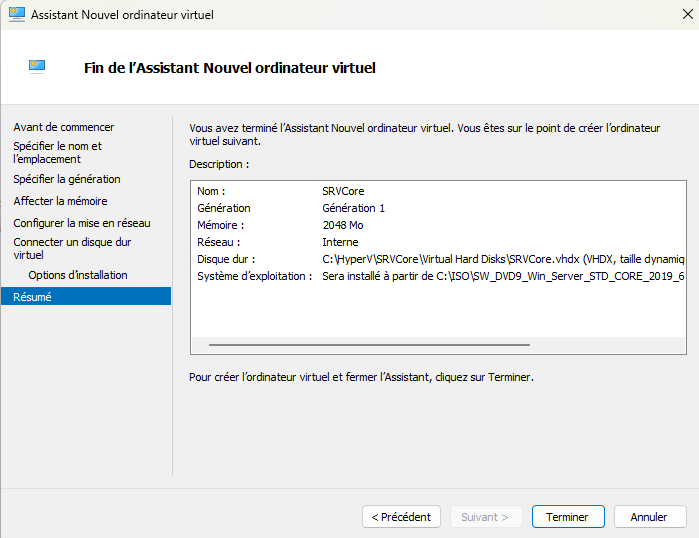 Assistant Nouvel ordinateur virtuel
Fin de l'Assistant Nouvel ordinateur virtuel
Avant de commencer
Spécifier le nom et
l'emplacement
Spécifier la génération
Affecter la mémoire
Configurer la mise en réseau
Connecter un disque dur
virtuel
Options d'installation
Résumé
Vous avez terminé l'Assistant Nouvel ordinateur virtuel. Vous êtes sur le point de créer l'ordinateur
virtuel suivant.
Description :
Nom : SRVCore
Génération Génération 1
Mémoire : 2048 Mo
Réseau : Interne
Disque dur : C:\HyperV\SRVCore\Virtual Hard Disks\SRVCore.vhdx (VHDX, taille dynamiq
Système d'exploitation : Sera installé à partir de C:\ISO\SW_DVD9_Win_Server_STD_CORE_2019_6
Pour créer l'ordinateur virtuel et fermer l'Assistant, cliquez sur Terminer.
< Précédent Suivant > Terminer Annuler